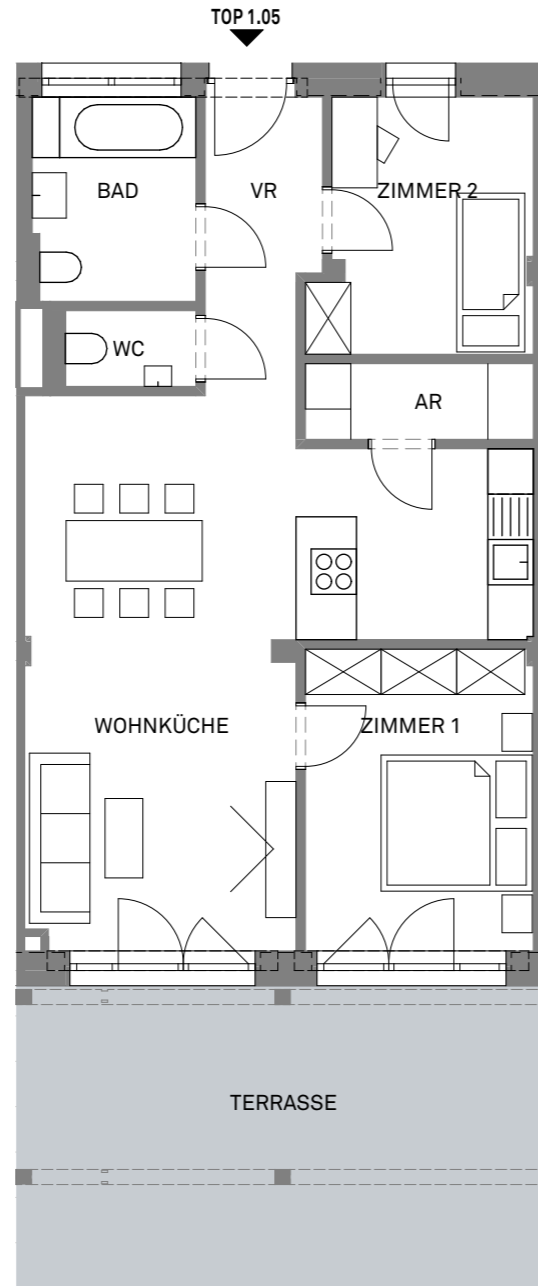 TOP 1.05
BAD
VR
ZIMMER 2
WC
AR
WOHNKÜCHE
ZIMMER 1
TERRASSE